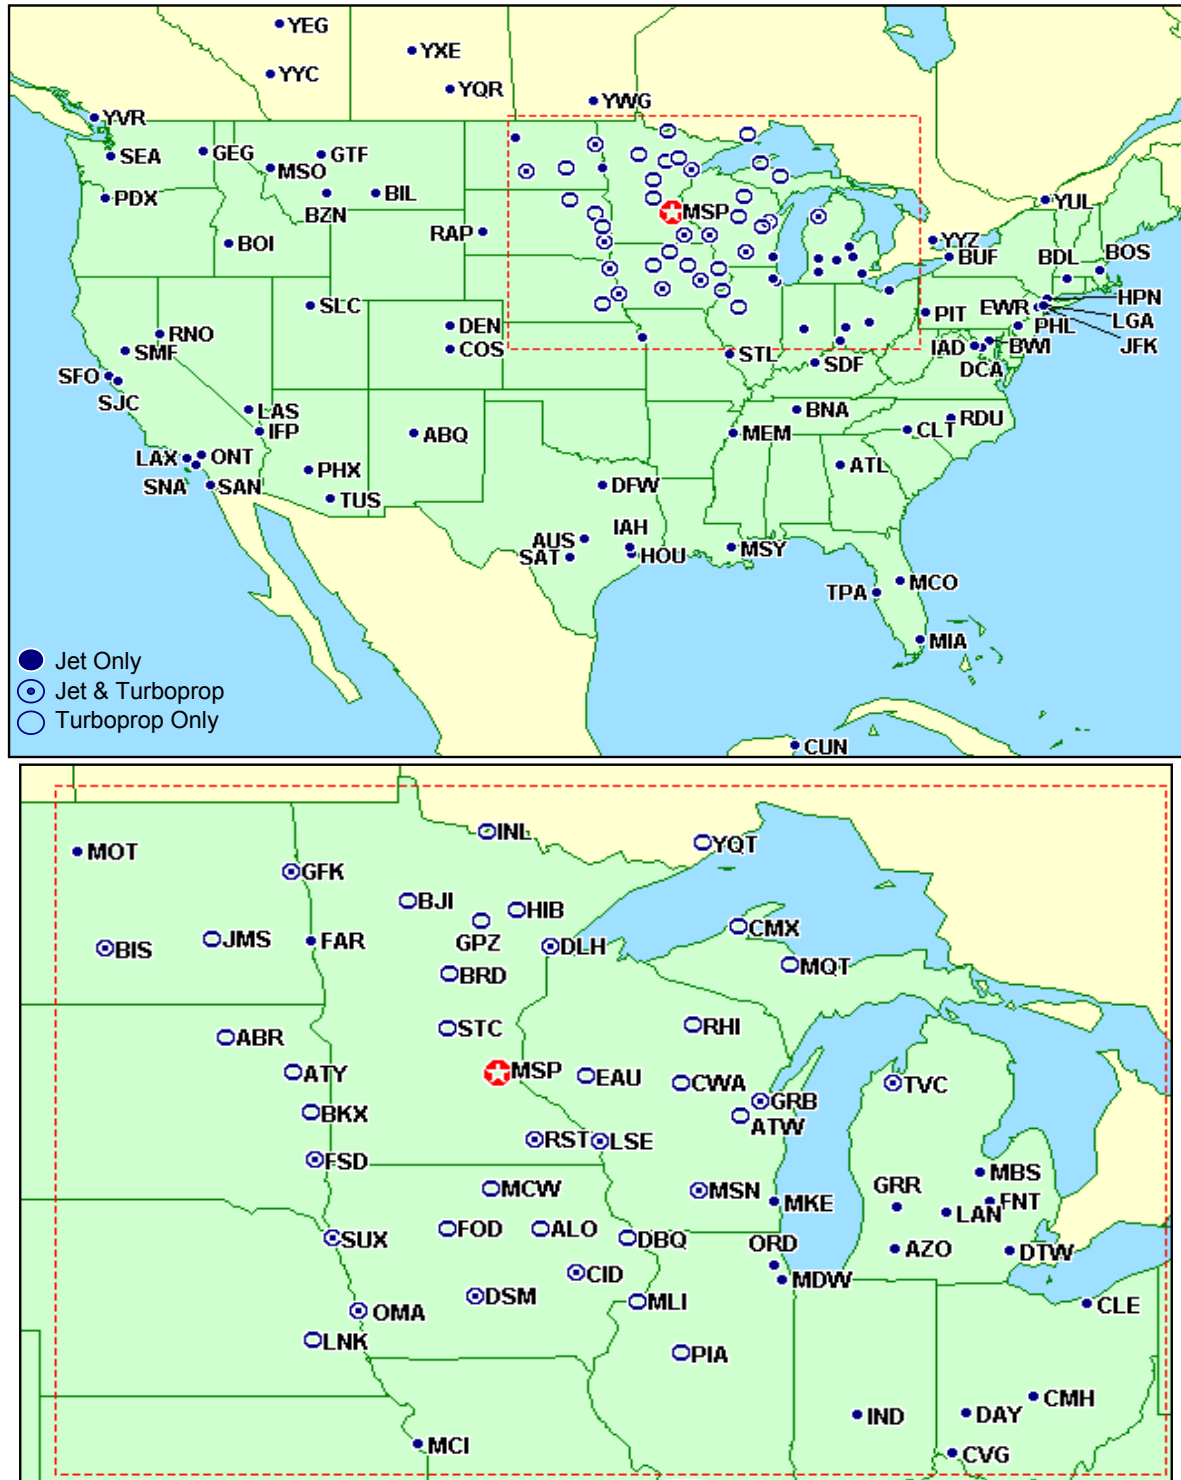 YEG
YXE
YYC
YQR
YWG
YVR
SEA
GEG
GTF
MSO
PDX
BZN
BIL
MSP
RAP
BOI
YUL
YYZ
BUF
BDL
BOS
SLC
HPN
EWR
PIT
LGA
PHL
JFK
DEN
COS
RNO
SMF
STL
IAD
BWI
DCA
SDF
SFO
SJC
LAS
IFP
ABQ
BNA
RDU
MEM
CLT
LAX
ONT
SNA
SAN
PHX
TUS
ATL
DFW
IAH
AUS
HOU
SAT
MSY
MCO
TPA
MIA
Jet Only
Jet & Turboprop
Turboprop Only
CUN
INL
YQT
MOT
GFK
BJI
HIB
GPZ
CMX
BIS
JMS
FAR
DLH
BRD
MQT
ABR
STC
RHI
ATY
MSP
EAU
CWA
TVC
GRB
BKX
ATW
RST
LSE
FSD
MBS
MCW
MSN
MKE
GRR
FNT
LAN
FOD
ALO
DBQ
SUX
ORD
AZO
DTW
CID
MDW
DSM
MLI
CLE
OMA
LNK
PIA
CMH
IND
DAY
MCI
CVG